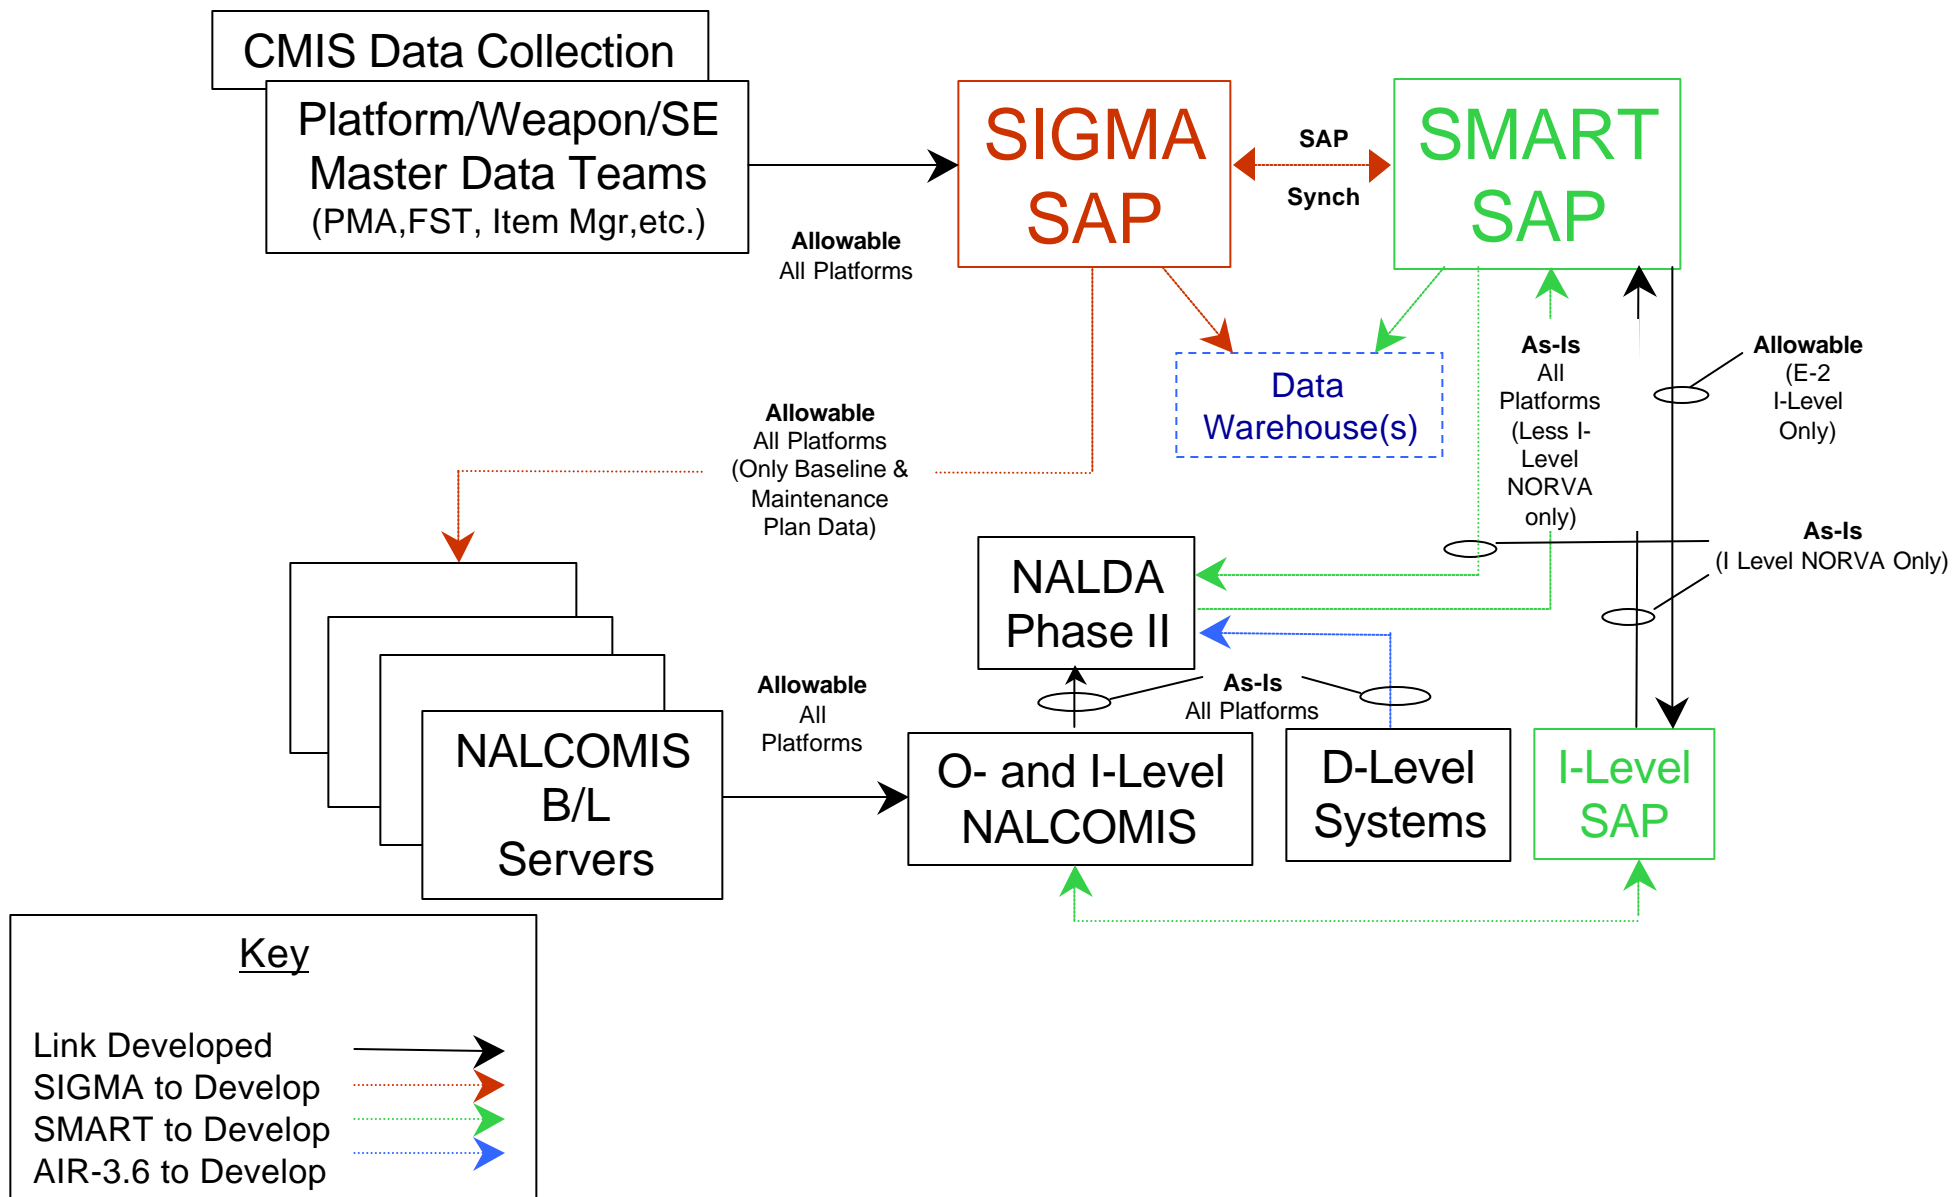 CMIS Data Collection
Platform/Weapon/SE
Master Data Teams
(PMA,FST, Item Mgr,etc.)
Allowable
All Platforms
SIGMA
SAP
SAP
Synch
SMART
SAP
Data
Warehouse(s)
As-Is
All
Platforms
(Less I-
Level
NORVA
only)
Allowable
(E-2
I-Level
Only)
Allowable
All Platforms
(Only Baseline &
Maintenance
Plan Data)
As-Is
(I Level NORVA Only)
NALDA
Phase II
Allowable
All
Platforms
As-Is
All Platforms
NALCOMIS
B/L
Servers
O- and I-Level
NALCOMIS
D-Level
Systems
I-Level
SAP
Key
Link Developed
SIGMA to Develop
SMART to Develop
AIR-3.6 to Develop